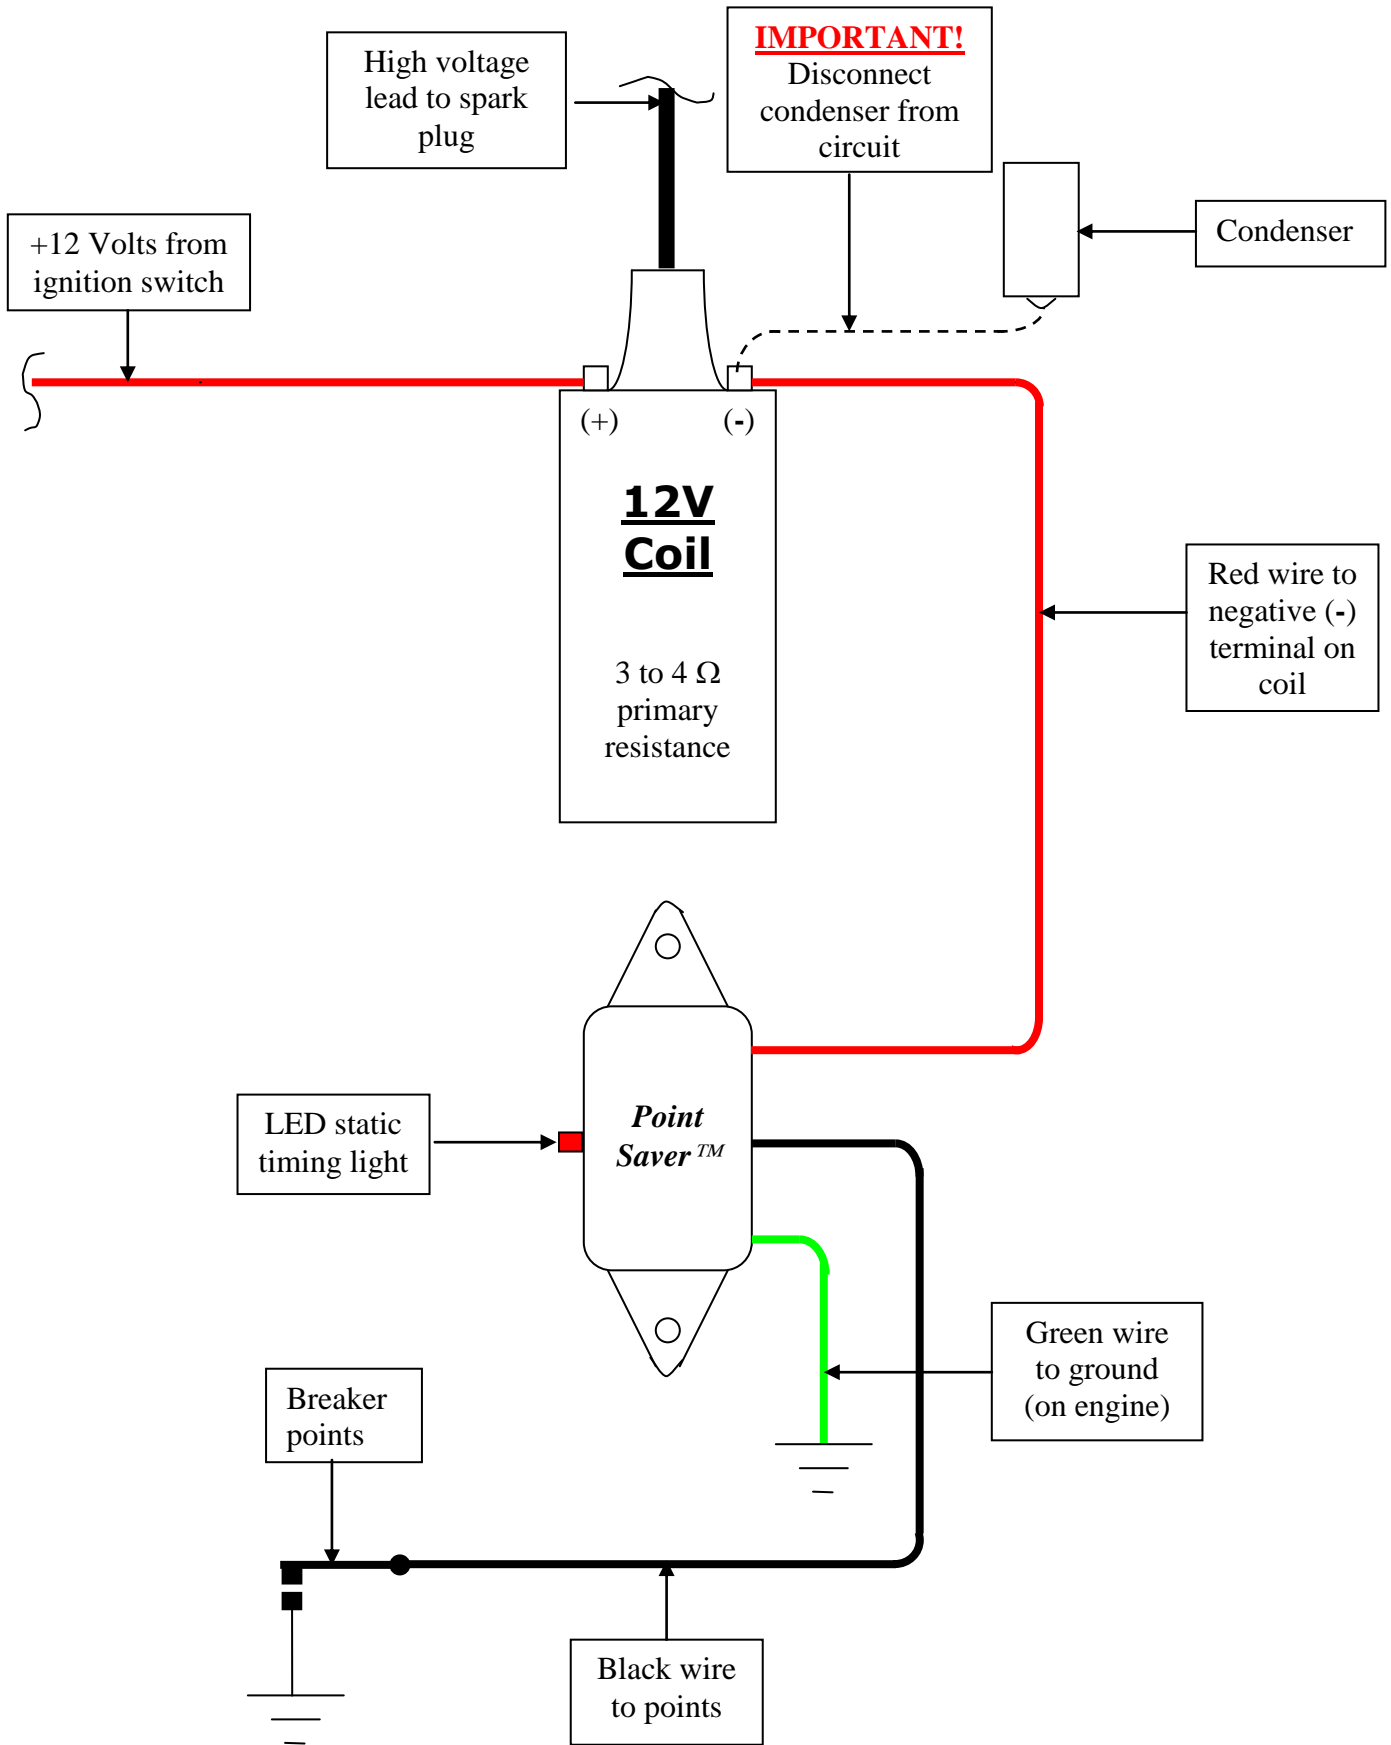 High voltage
lead to spark
plug
IMPORTANT!
Disconnect
condenser from
circuit
Condenser
+12 Volts from
ignition switch
(+)
(-)
12V
Coil
3 to 4 Ω
primary
resistance
Red wire to
negative (-)
terminal on
coil
LED static
timing light
Point
Saver™
Green wire
to ground
(on engine)
Breaker
points
Black wire
to points